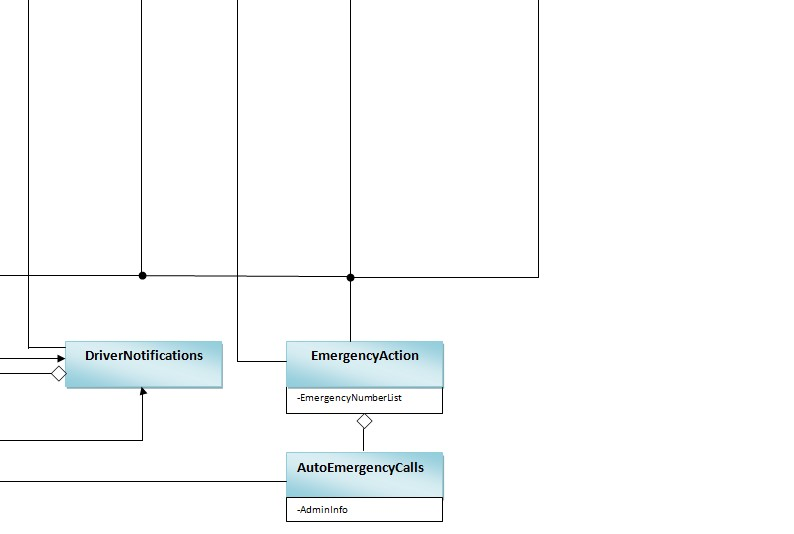 DriverNotifications
EmergencyAction
-EmergencyNumberList
AutoEmergencyCalls
-AdminInfo